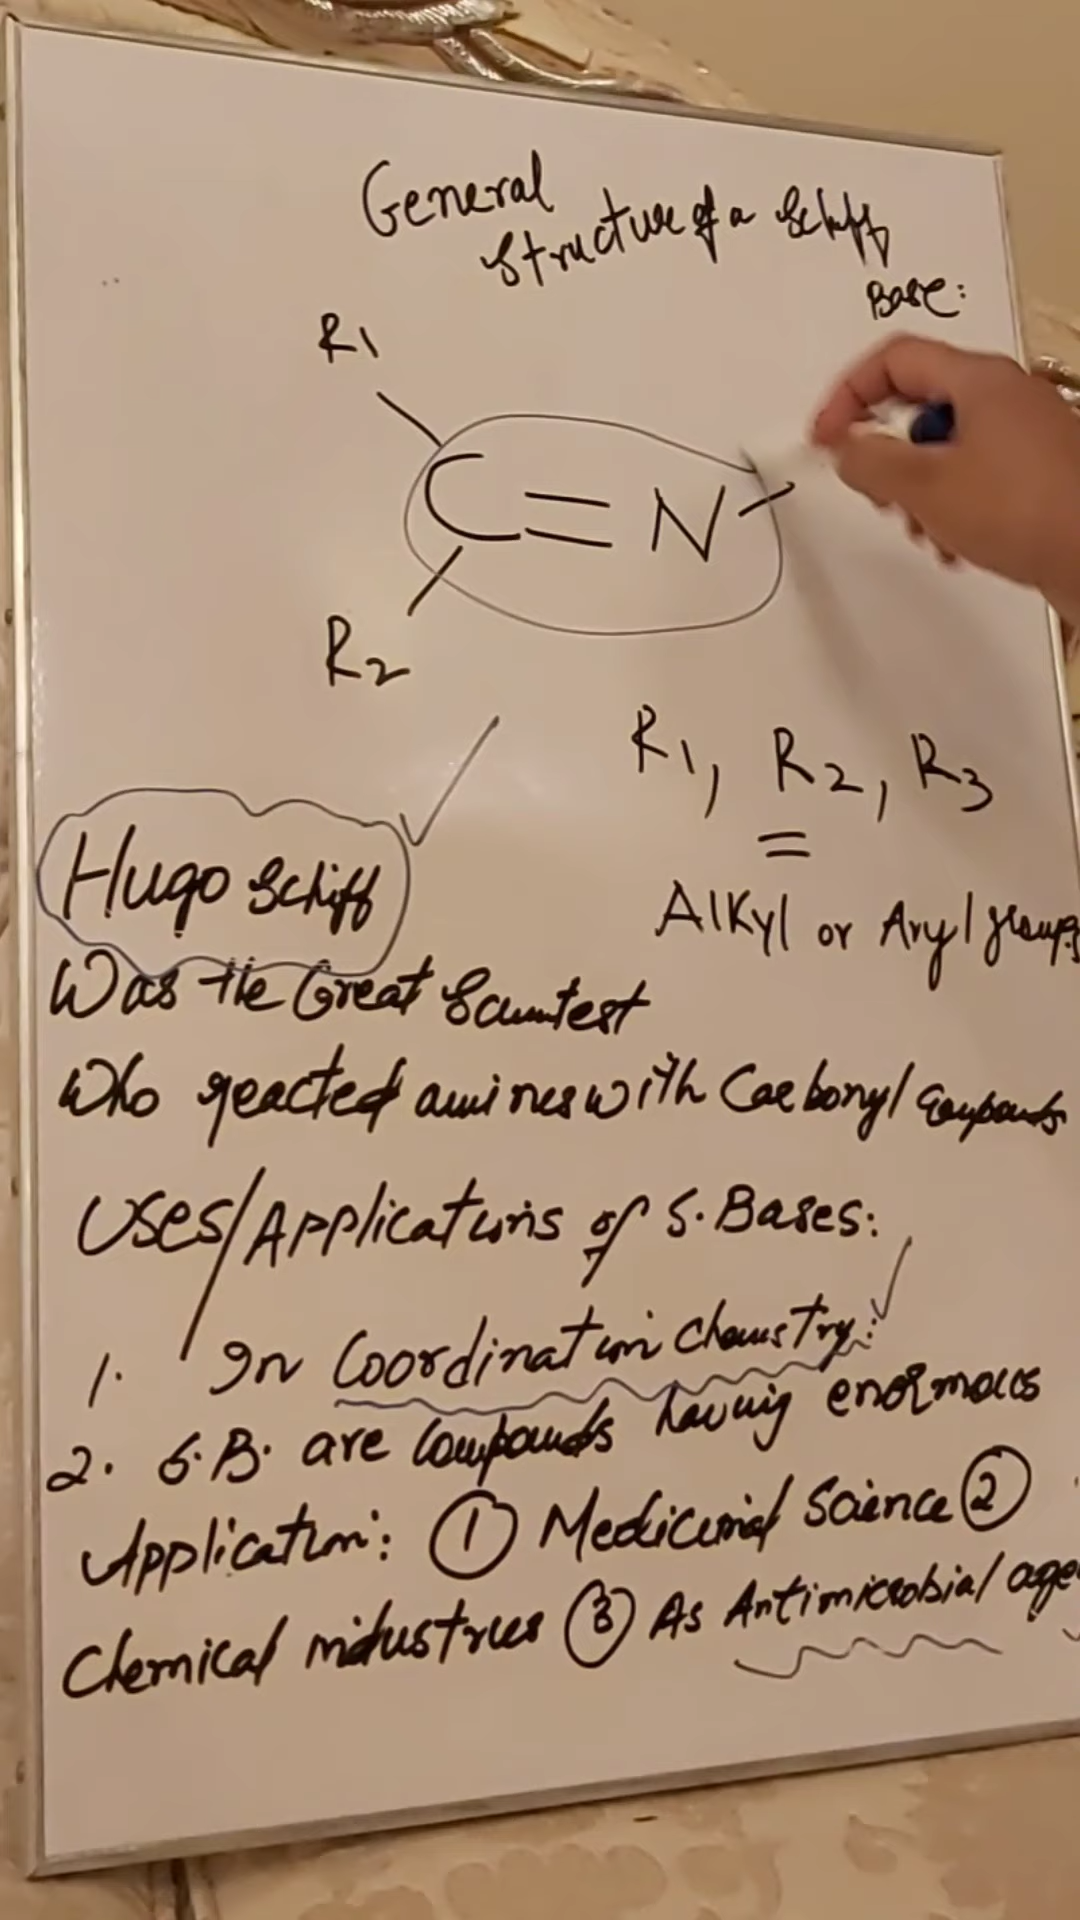 General
Structure of a Schiff
Base:
R1
C=N
R2
R1, R2, R3
=
Alkyl or Aryl groups
Hugo Schiff
Was the Great
Who reacted amines with Carbonyl Compounds
Uses/Applications of S. Bases:
1. In Coordination Chemistry:
2. S.B. are Compounds having enormous
Application: ① Medicinal Science ②
Chemical industries ③ As Antimicrobial age